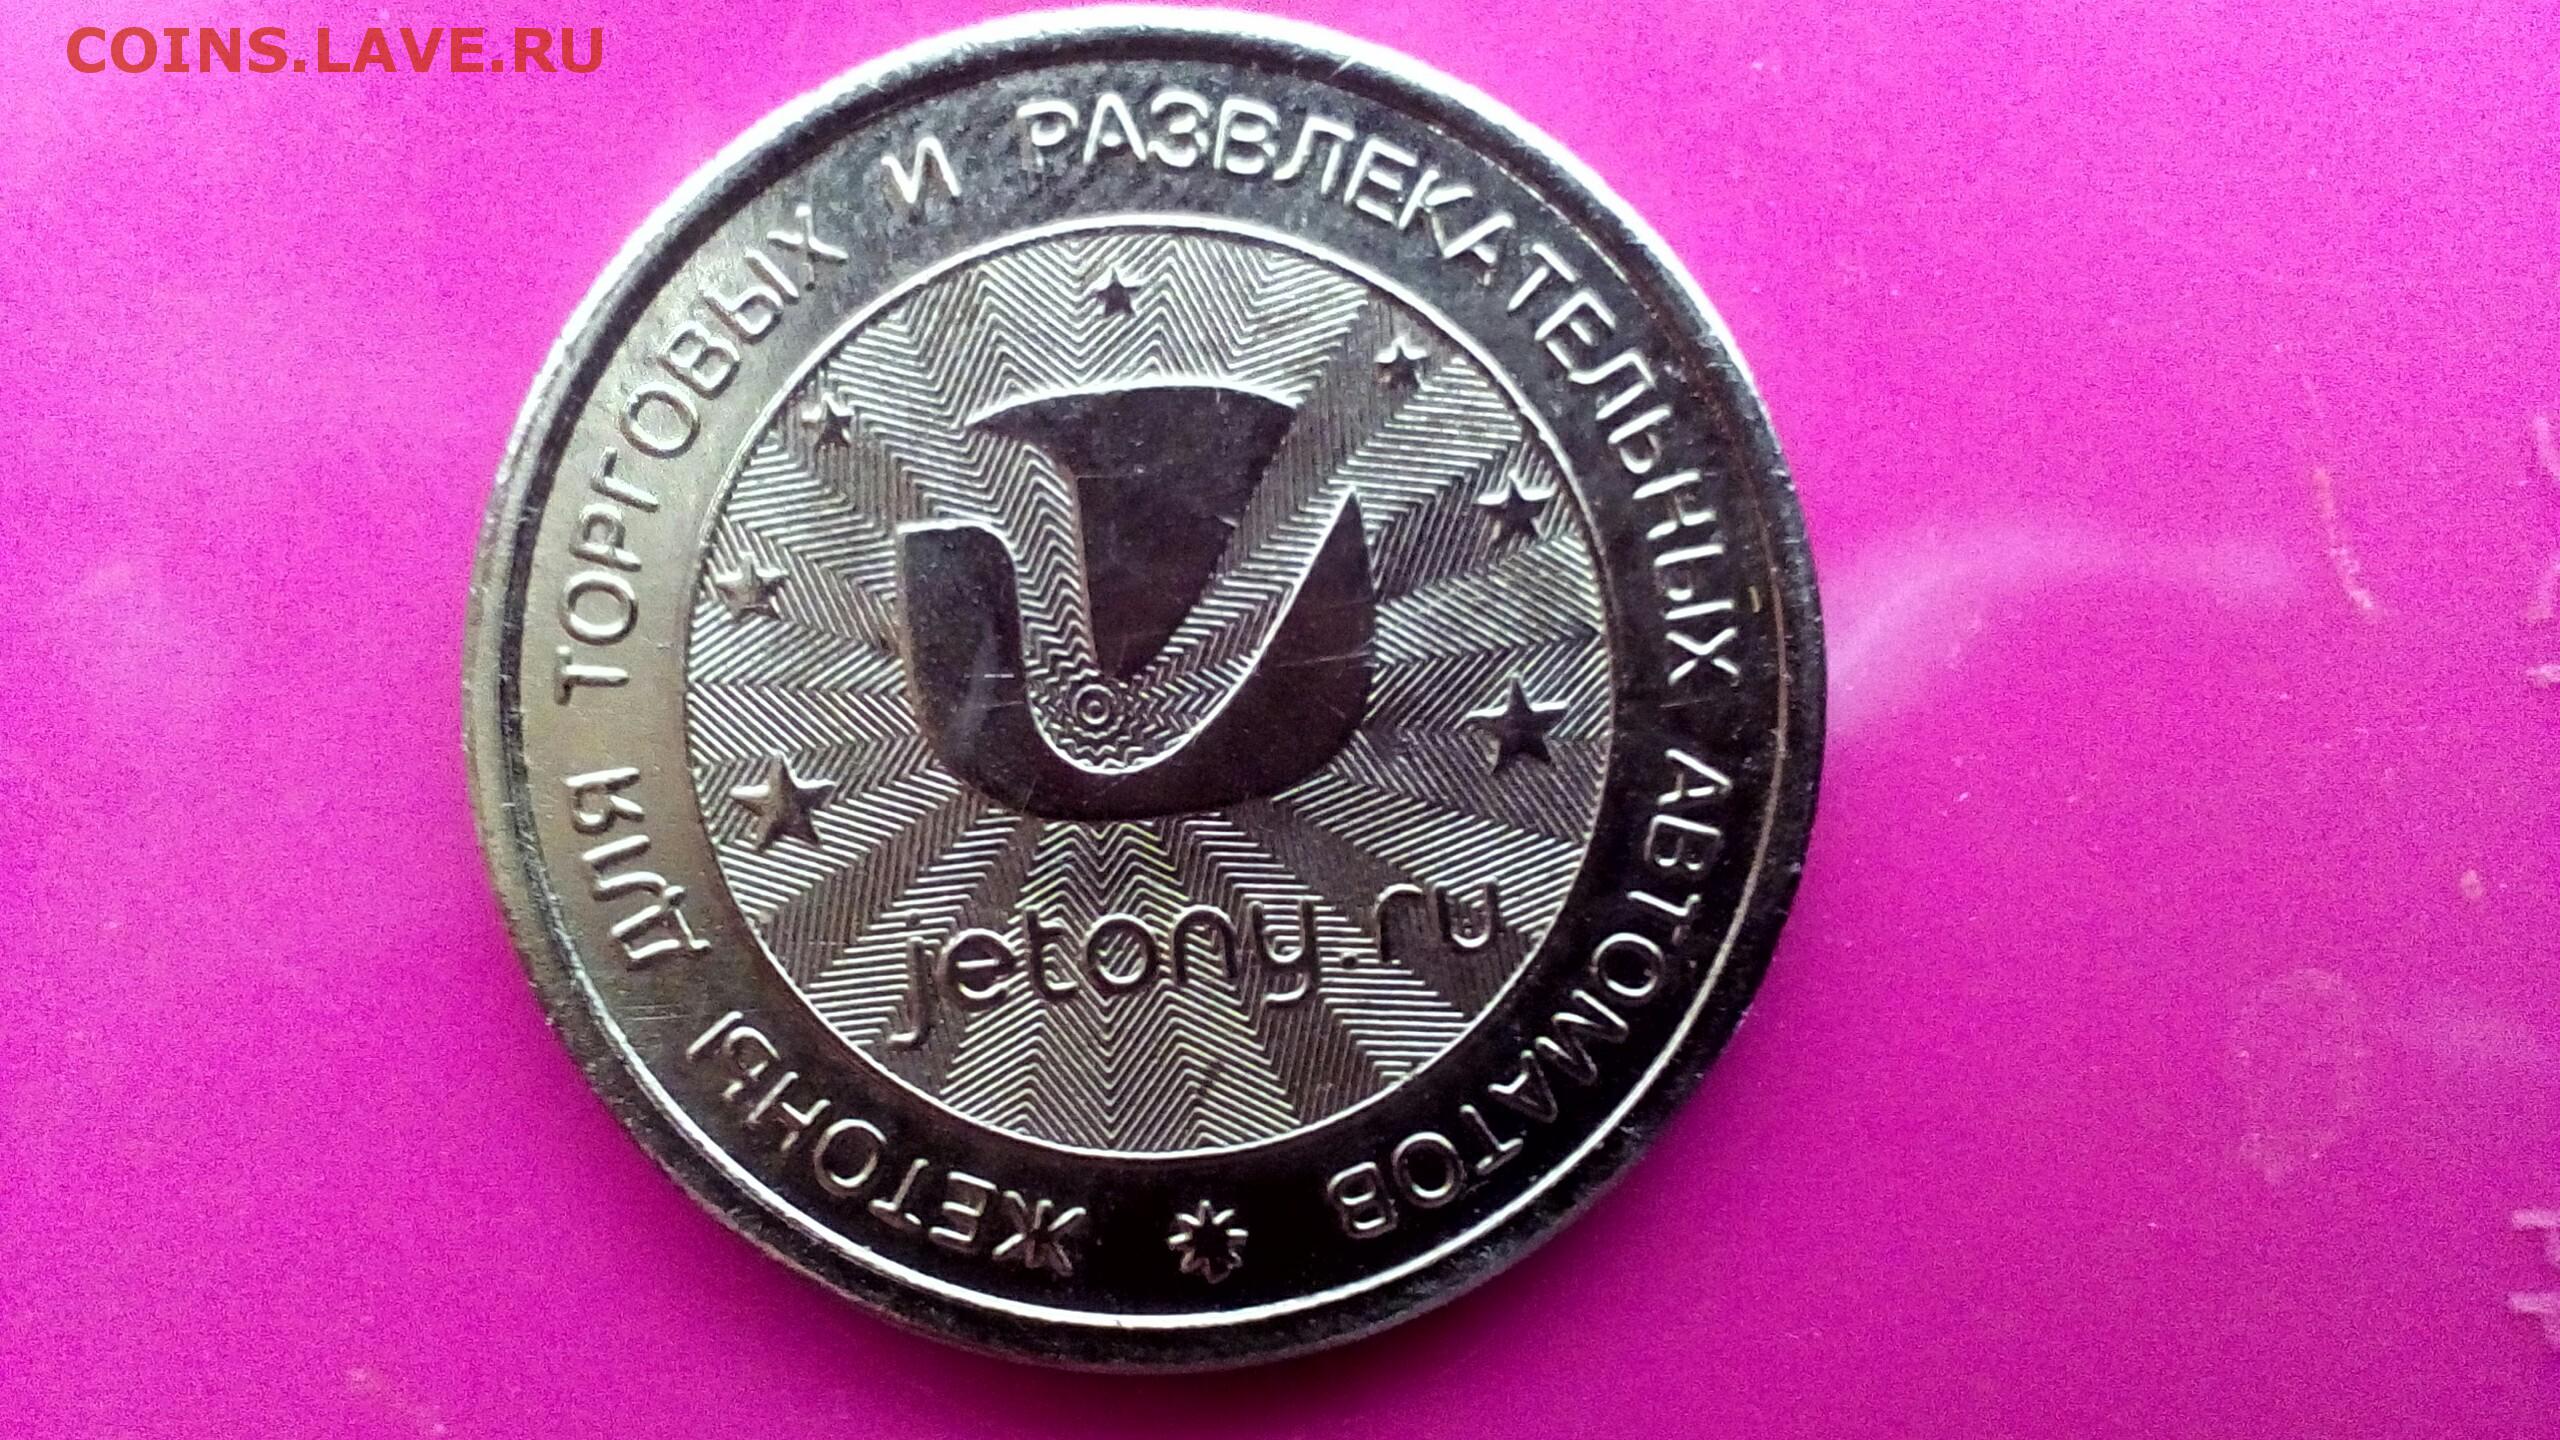 COINS.LAVE.RU
ЖЕТОНЫ ДЛЯ ТОРГОВЫХ И РАЗВЛЕКАТЕЛЬНЫХ АВТОМАТОВ
jetony.ru